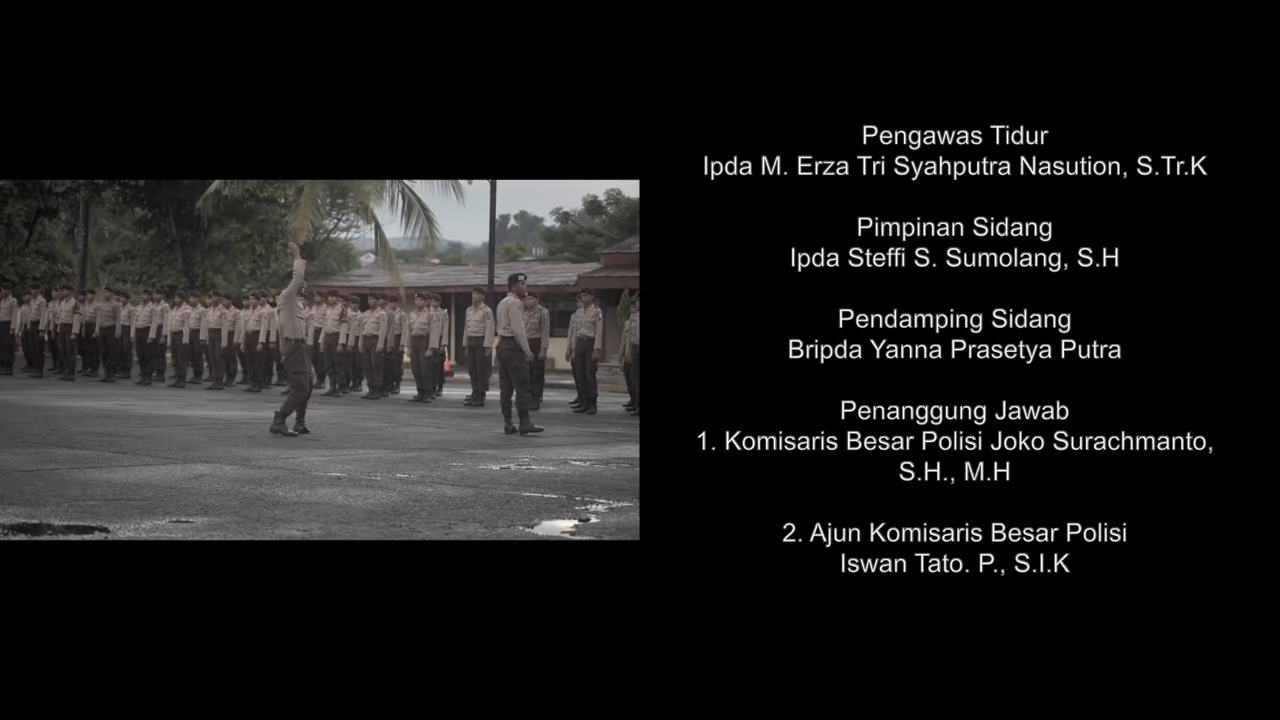 Pengawas Tidur
Ipda M. Erza Tri Syahputra Nasution, S.Tr.K
Pimpinan Sidang
Ipda Steffi S. Sumolang, S.H
Pendamping Sidang
Bripda Yanna Prasetya Putra
Penanggung Jawab
1. Komisaris Besar Polisi Joko Surachmanto,
S.H., M.H
2. Ajun Komisaris Besar Polisi
Iswan Tato. P., S.I.K